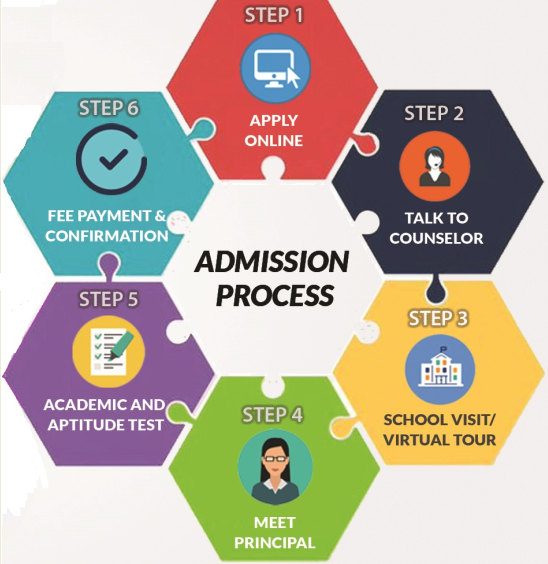 STEP 1
APPLY
ONLINE
STEP 2
TALK TO
COUNSELOR
STEP 3
SCHOOL VISIT/
VIRTUAL TOUR
STEP 4
MEET
PRINCIPAL
STEP 5
ACADEMIC AND
APTITUDE TEST
STEP 6
FEE PAYMENT &
CONFIRMATION
ADMISSION
PROCESS